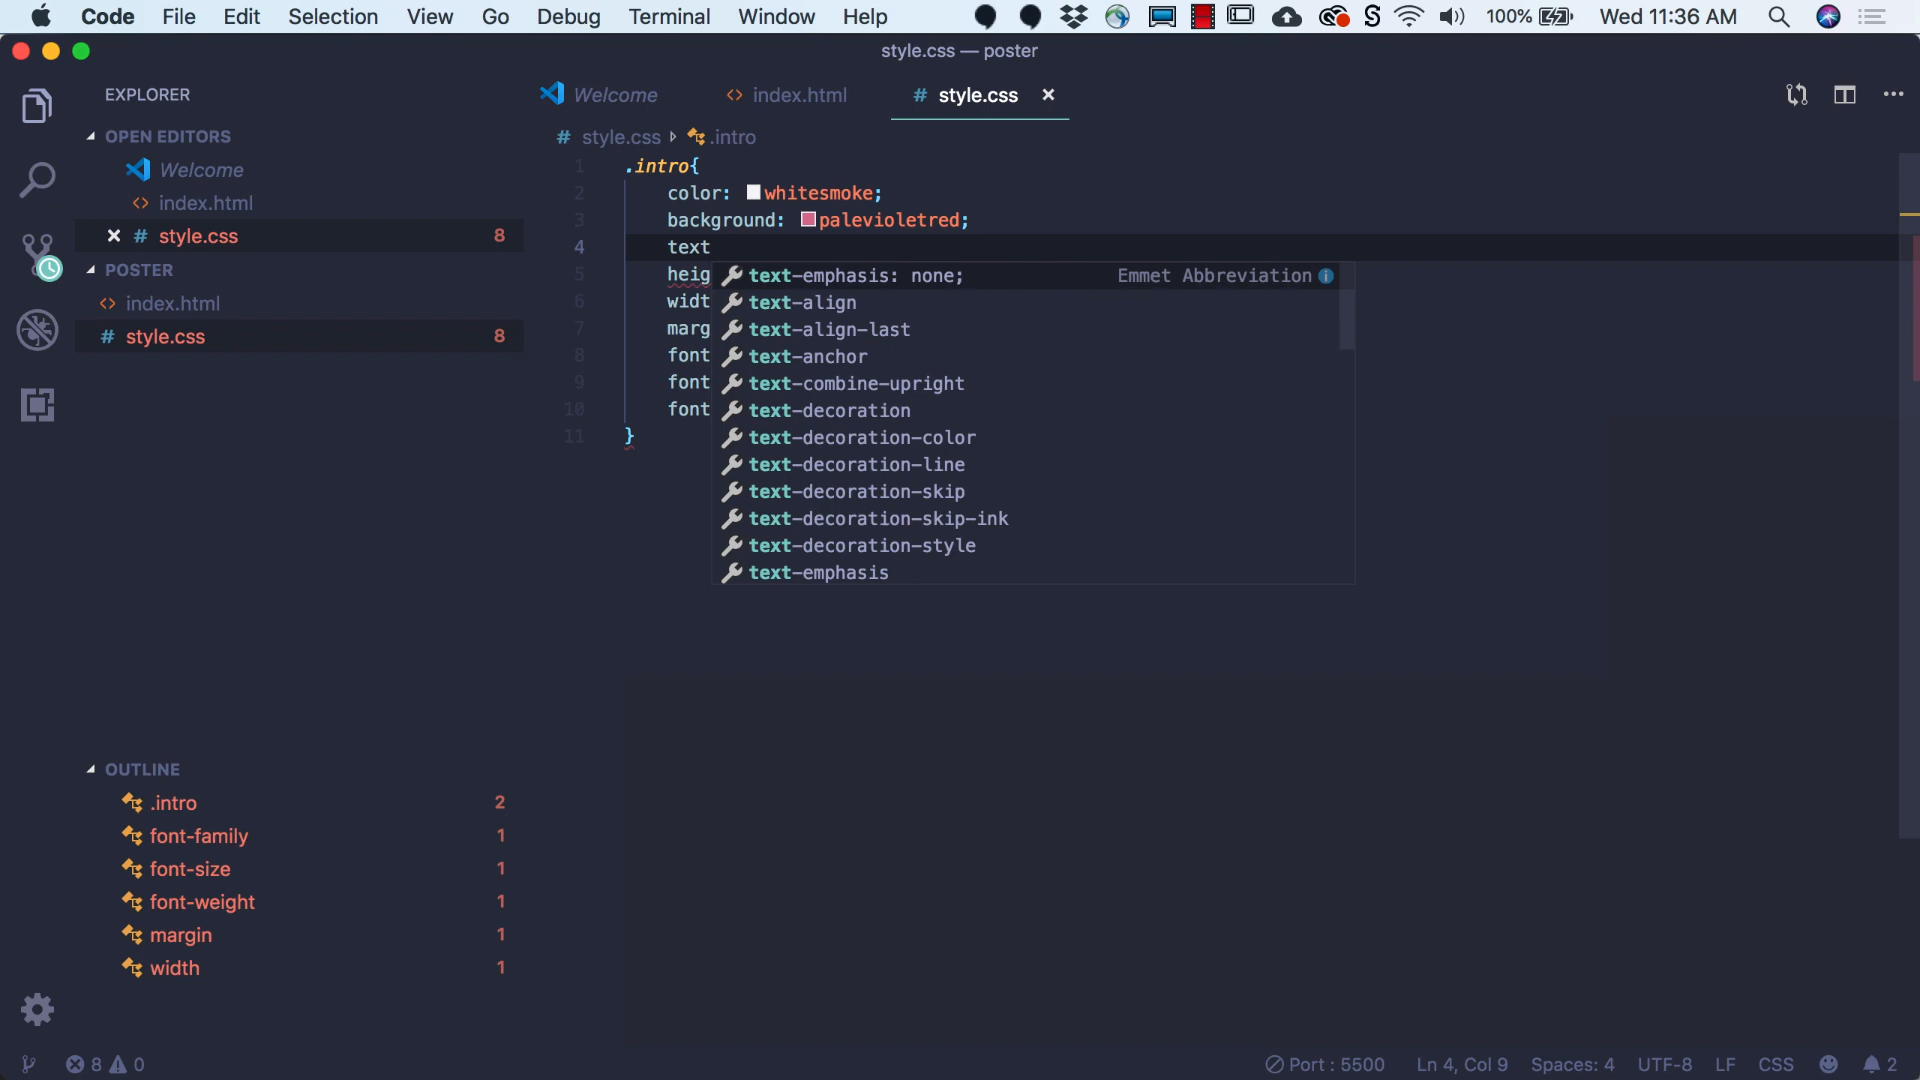 Code File Edit Selection View Go Debug Terminal Window Help 100% Wed 11:36 AM
style.css — poster
EXPLORER
OPEN EDITORS
Welcome
index.html
style.css 8
POSTER
index.html
style.css 8
OUTLINE
.intro 2
font-family 1
font-size 1
font-weight 1
margin 1
width 1
Welcome index.html style.css
style.css .intro
1 .intro{
2 color: whitesmoke;
3 background: palevioletred;
4 text
5 heig
6 widt
7 marg
8 font
9 font
10 font
11 }
text-emphasis: none; Emmet Abbreviation
text-align
text-align-last
text-anchor
text-combine-upright
text-decoration
text-decoration-color
text-decoration-line
text-decoration-skip
text-decoration-skip-ink
text-decoration-style
text-emphasis
8 0 Port : 5500 Ln 4, Col 9 Spaces: 4 UTF-8 LF CSS 2